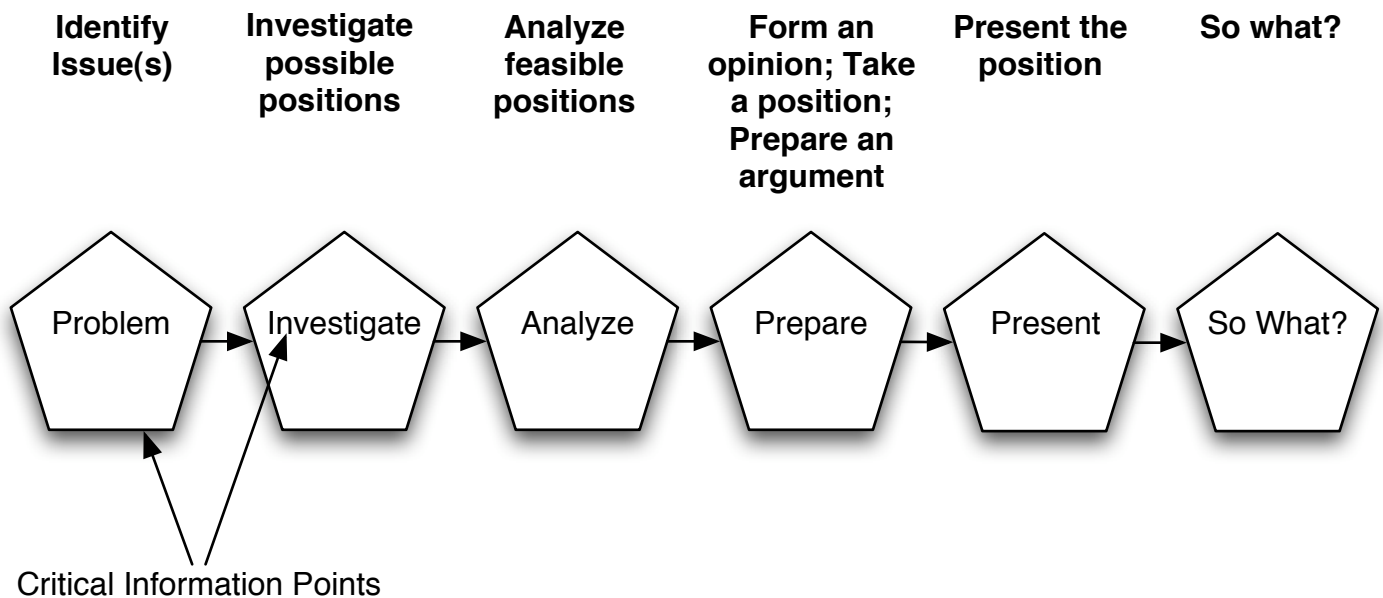 Identify
Issue(s)
Investigate
possible
positions
Analyze
feasible
positions
Form an
opinion; Take
a position;
Prepare an
argument
Present the
position
So what?
Problem
Investigate
Analyze
Prepare
Present
So What?
Critical Information Points